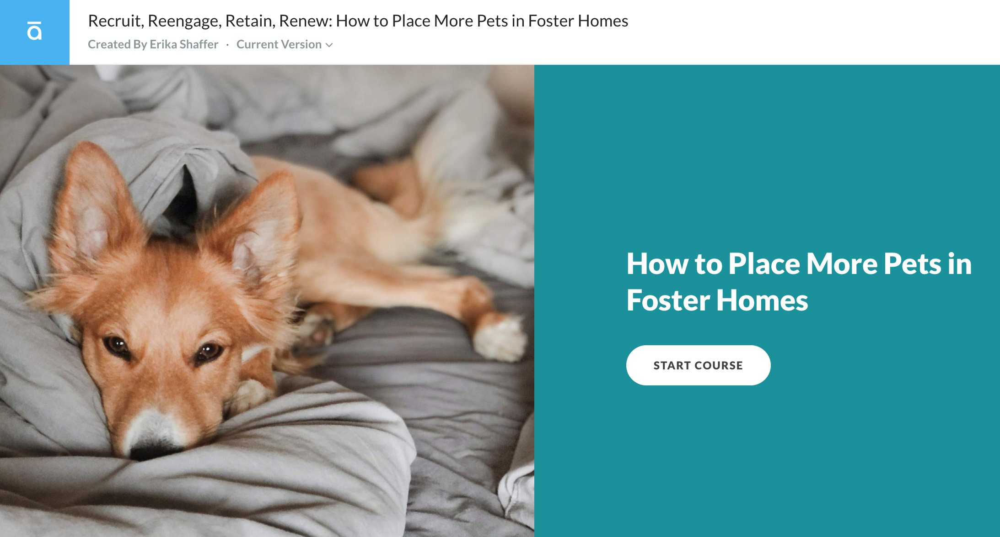 ā
Recruit, Reengage, Retain, Renew: How to Place More Pets in Foster Homes
Created By Erika Shaffer · Current Version
How to Place More Pets in
Foster Homes
START COURSE